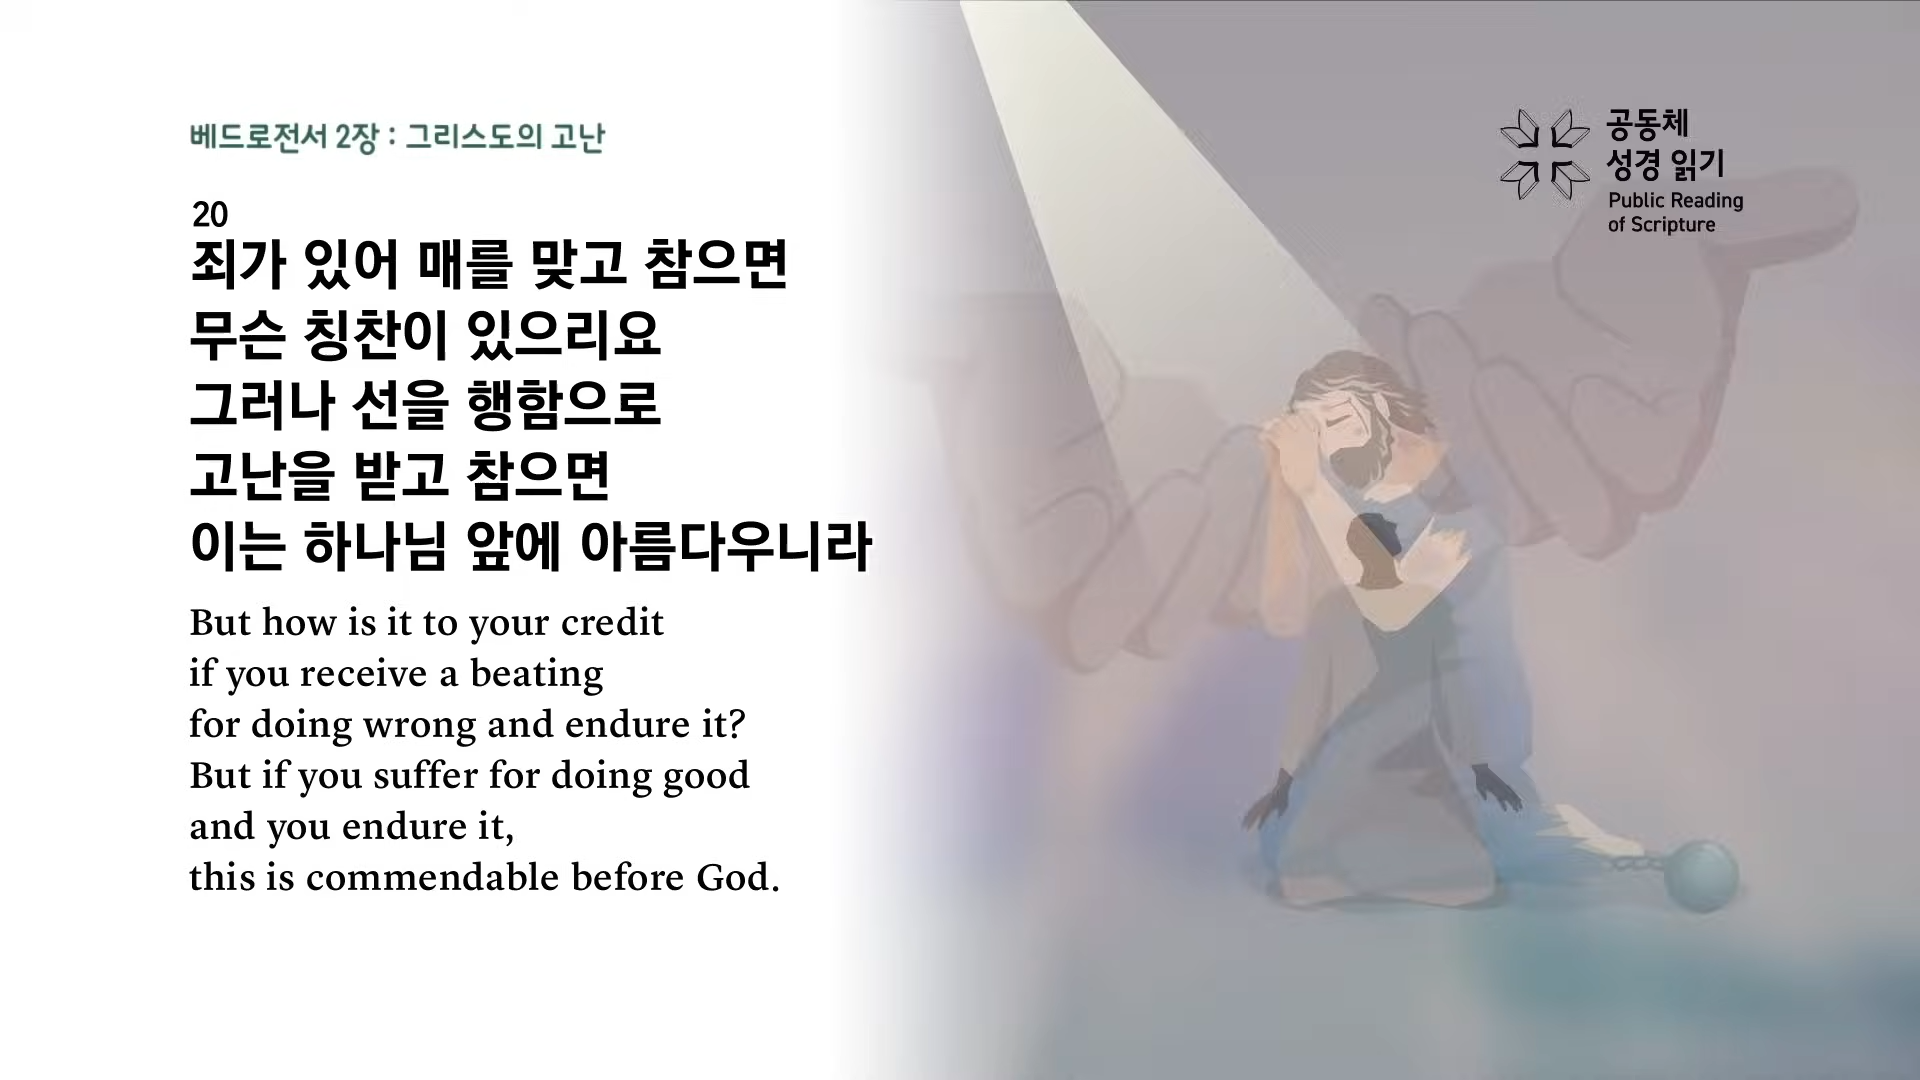 베드로전서 2장 : 그리스도의 고난
20
죄가 있어 매를 맞고 참으면
무슨 칭찬이 있으리요
그러나 선을 행함으로
고난을 받고 참으면
이는 하나님 앞에 아름다우니라
But how is it to your credit
if you receive a beating
for doing wrong and endure it?
But if you suffer for doing good
and you endure it,
this is commendable before God.
공동체
성경 읽기
Public Reading
of Scripture